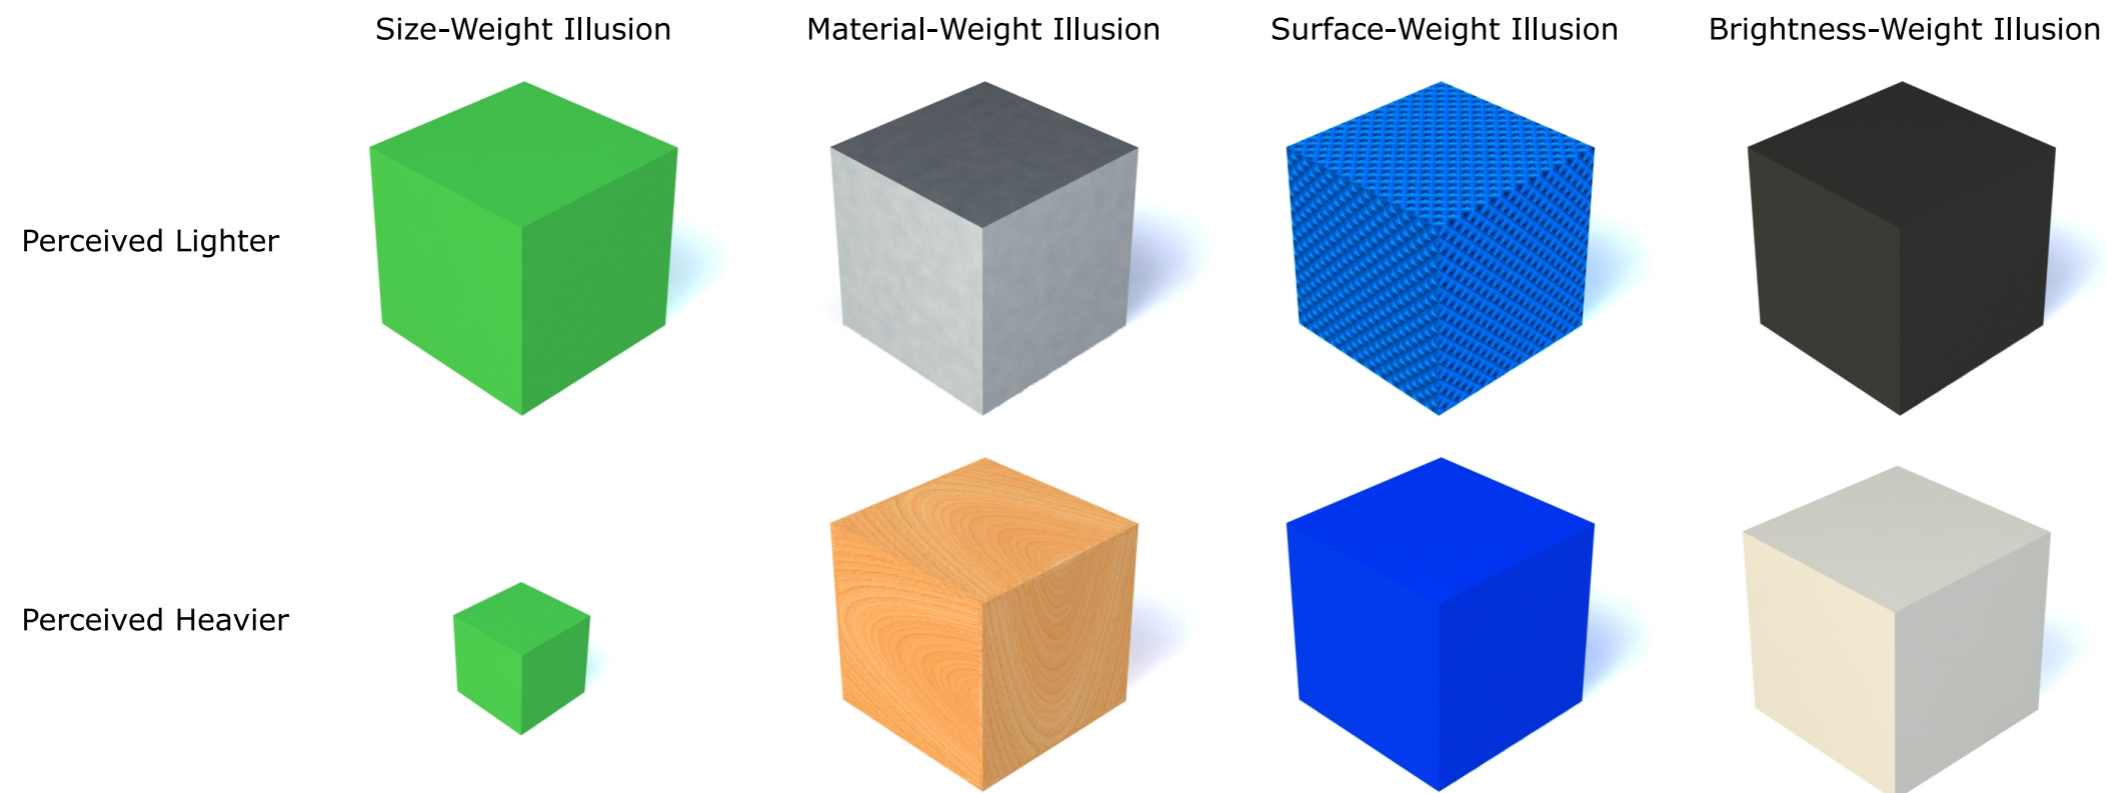 Size-Weight Illusion
Material-Weight Illusion
Surface-Weight Illusion
Brightness-Weight Illusion
Perceived Lighter
Perceived Heavier